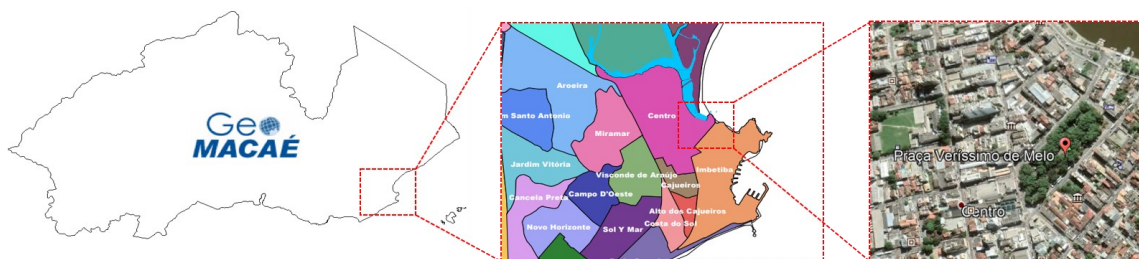 Geo
MACAÉ
Aroeira
m Santo Antonio
Centro
Miramar
Jardim Vitória
Visconde de Araújo
Imbetiba
Cajueiros
Cancela Preta
Campo D'Oeste
Alto dos Cajueiros
Costa do Sol
Novo Horizonte
Sol Y Mar
Praça Veríssimo de Melo
Centro